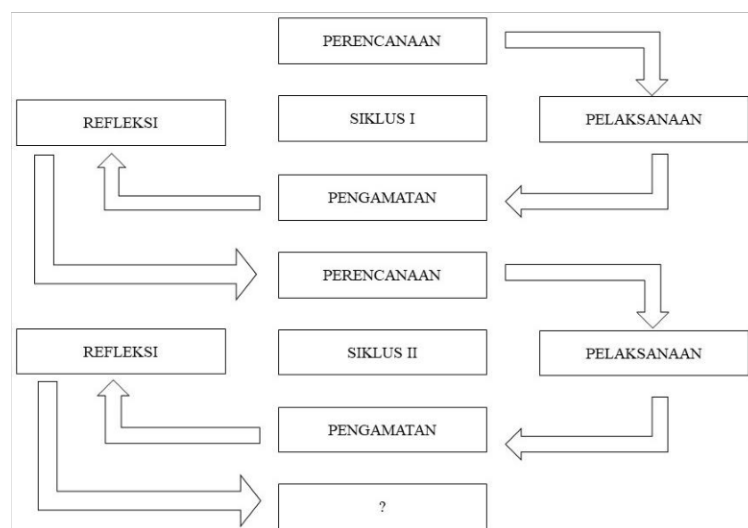 PERENCANAAN
REFLEKSI
SIKLUS I
PELAKSANAAN
PENGAMATAN
PERENCANAAN
REFLEKSI
SIKLUS II
PELAKSANAAN
PENGAMATAN
?